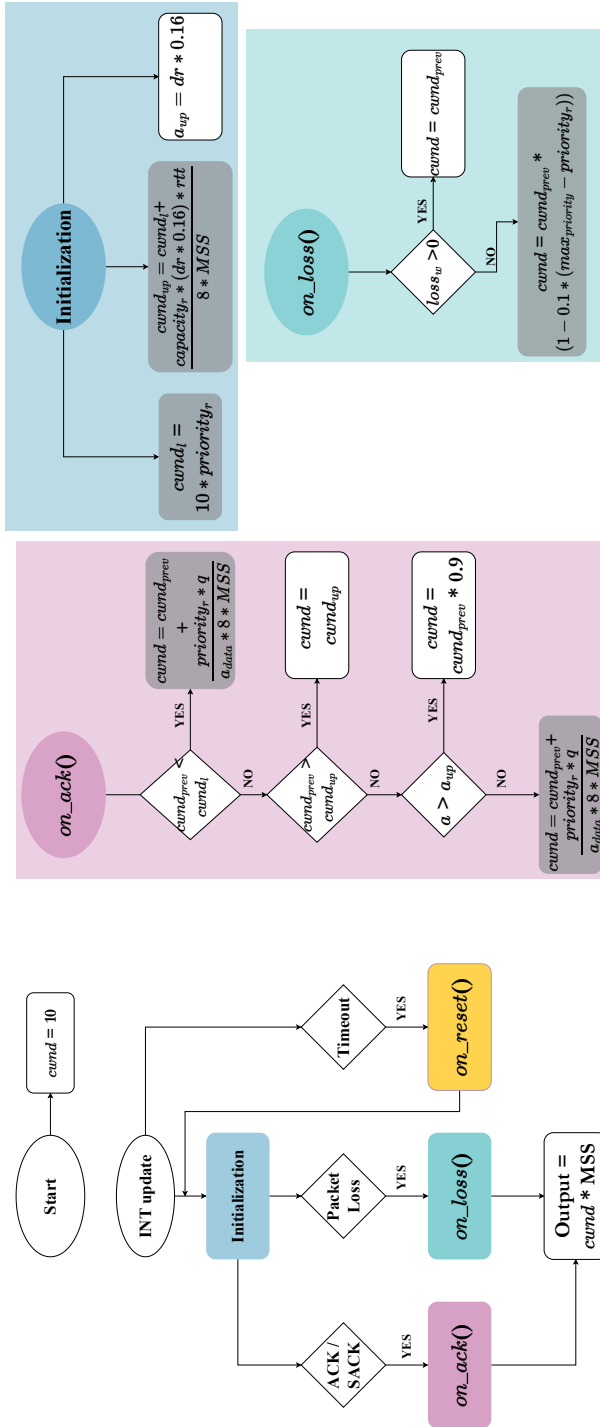 Start
cwnd = 10
INT update
Initialization
Timeout
YES
on_reset()
ACK /
SACK
YES
on_ack()
Packet
Loss
YES
on_loss()
Output =
cwnd * MSS
on_ack()
cwnd_prev <
cwnd_l
YES
cwnd = cwnd_prev
+
priority_r * q
a_data * 8 * MSS
NO
cwnd_prev >
cwnd_up
YES
cwnd =
cwnd_up
NO
a > a_up
YES
cwnd =
cwnd_prev * 0.9
NO
cwnd = cwnd_prev+
priority_r * q
a_data * 8 * MSS
Initialization
cwnd_l =
10 * priority_r
cwnd_up = cwnd_l+
capacity_r * (dr * 0.16) * rtt
8 * MSS
a_up = dr * 0.16
on_loss()
loss_w >0
YES
cwnd = cwnd_prev
NO
cwnd = cwnd_prev *
(1 − 0.1 * (max_priority − priority_r))